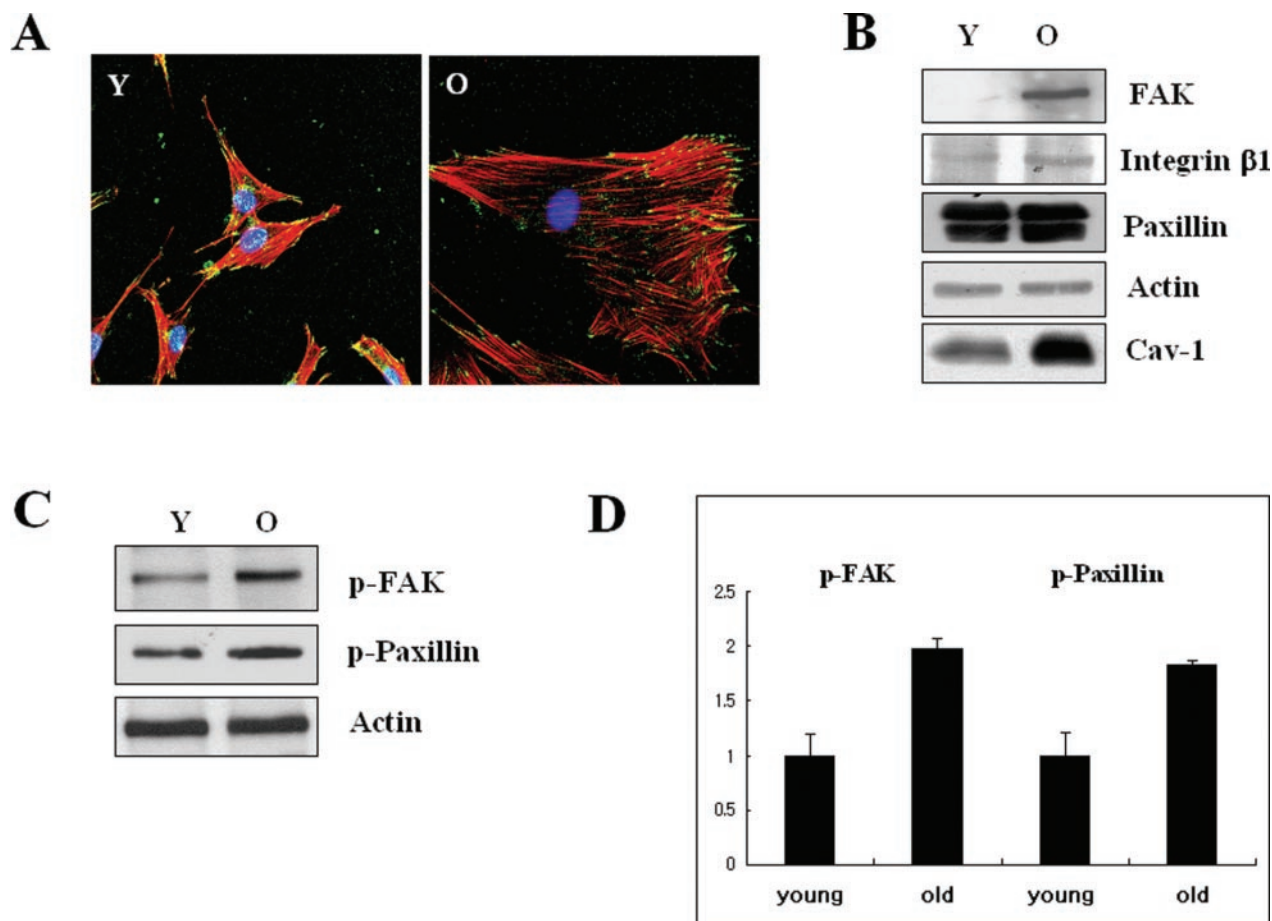 A
Y
O
B
Y O
FAK
Integrin β1
Paxillin
Actin
Cav-1
C
Y O
p-FAK
p-Paxillin
Actin
D
p-FAK p-Paxillin
2.5
2
1.5
1
0.5
0
young old young old